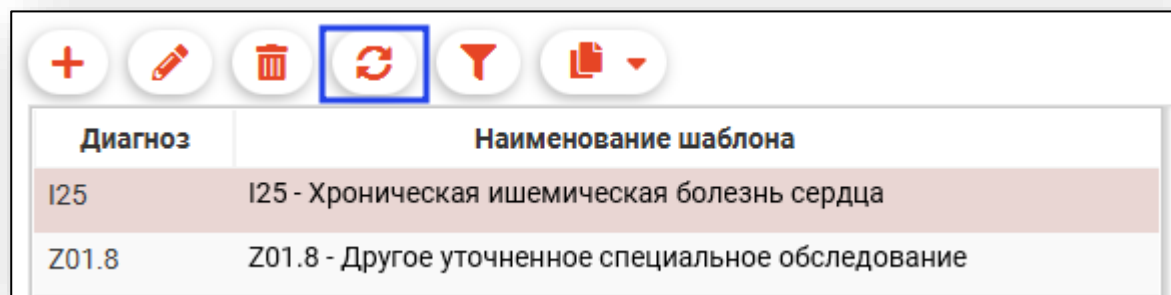 Диагноз Наименование шаблона
I25 I25 - Хроническая ишемическая болезнь сердца
Z01.8 Z01.8 - Другое уточненное специальное обследование